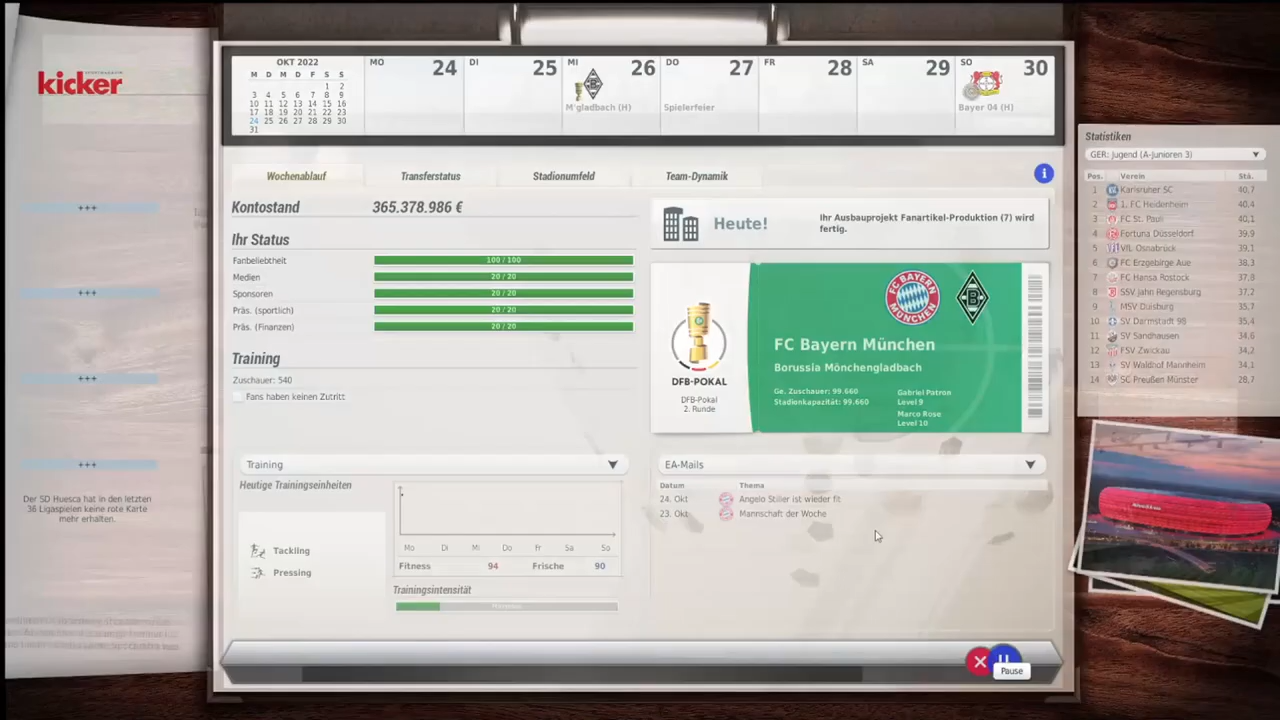 kicker
SPORTMAGAZIN
OKT 2022
M D M D F S S
1 2
3 4 5 6 7 8 9
10 11 12 13 14 15 16
17 18 19 20 21 22 23
24 25 26 27 28 29 30
31
MO 24
DI 25
MI 26
M'gladbach (H)
DO 27
Spielerfeier
FR 28
SA 29
SO 30
Bayer 04 (H)
Wochenablauf
Transferstatus
Stadionumfeld
Team-Dynamik
Kontostand 365.378.986 €
Ihr Status
Fanbeliebtheit 100 / 100
Medien 20 / 20
Sponsoren 20 / 20
Präs. (sportlich) 20 / 20
Präs. (Finanzen) 20 / 20
Training
Zuschauer: 540
Fans haben keinen Zutritt
Heute!
Ihr Ausbauprojekt Fanartikel-Produktion (7) wird
fertig.
FC BAYERN
MÜNCHEN
DFB-POKAL
DFB-Pokal
2. Runde
FC Bayern München
Borussia Mönchengladbach
Ge. Zuschauer: 99.660
Stadionkapazität: 99.660
Gabriel Patron
Level 9
Marco Rose
Level 10
Training
Heutige Trainingseinheiten
Tackling
Pressing
Mo Di Mi Do Fr Sa So
Fitness 94 Frische 90
Trainingsintensität
EA-Mails
Datum Thema
24. Okt Angelo Stiller ist wieder fit
23. Okt Mannschaft der Woche
Pause
+++
+++
+++
+++
Der SD Huesca hat in den letzten
36 Ligaspielen keine rote Karte
mehr erhalten.
Statistiken
GER: Jugend (A-Junioren 3)
Pos. Verein Stä.
1 Karlsruher SC 40,7
2 1. FC Heidenheim 40,4
3 FC St. Pauli 40,1
4 Fortuna Düsseldorf 39,9
5 VfL Osnabrück 39,1
6 FC Erzgebirge Aue 38,3
7 FC Hansa Rostock 37,8
8 SSV Jahn Regensburg 37,2
9 MSV Duisburg 35,7
10 SV Darmstadt 98 35,4
11 SV Sandhausen 34,6
12 FSV Zwickau 34,2
13 SV Waldhof Mannheim 34,1
14 SC Preußen Münster 28,7